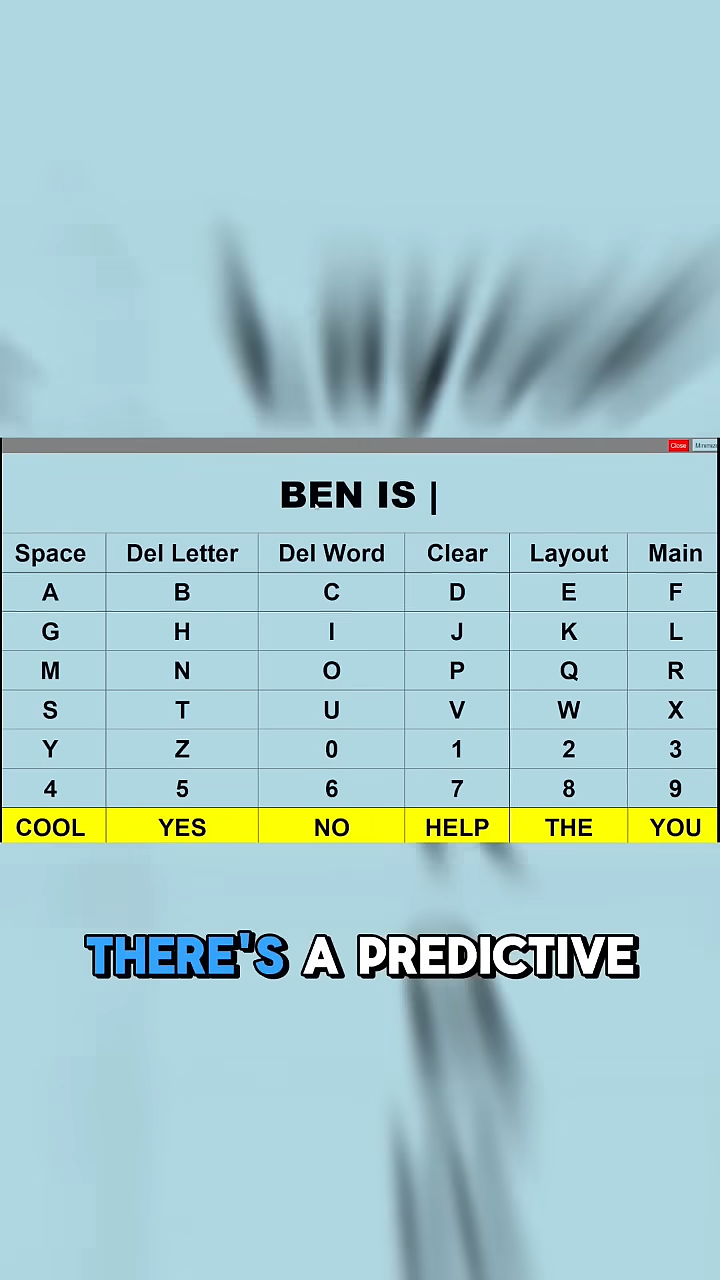 Close
BEN IS |
Space Del Letter Del Word Clear Layout Main
A B C D E F
G H I J K L
M N O P Q R
S T U V W X
Y Z 0 1 2 3
4 5 6 7 8 9
COOL YES NO HELP THE YOU
THERE'S A PREDICTIVE